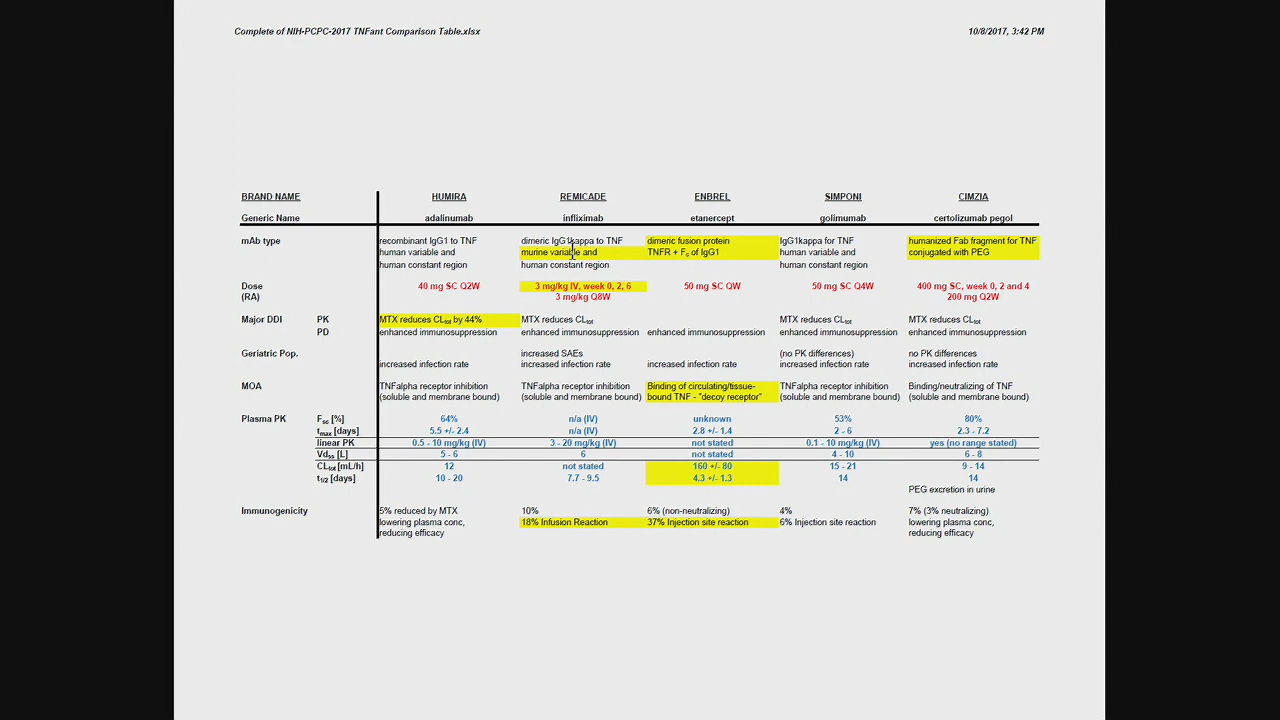 Complete of NIH-PCPC-2017 TNFant Comparison Table.xlsx 10/8/2017, 3:42 PM
BRAND NAME HUMIRA REMICADE ENBREL SIMPONI CIMZIA
Generic Name adalinumab infliximab etanercept golimumab certolizumab pegol
mAb type recombinant IgG1 to TNF dimeric IgG1kappa to TNF dimeric fusion protein IgG1kappa for TNF humanized Fab fragment for TNF
human variable and murine variable and TNFR + Fc of IgG1 human variable and conjugated with PEG
human constant region human constant region human constant region
Dose 40 mg SC Q2W 3 mg/kg IV, week 0, 2, 6 50 mg SC QW 50 mg SC Q4W 400 mg SC, week 0, 2 and 4
(RA) 3 mg/kg Q8W 200 mg Q2W
Major DDI PK MTX reduces CLtot by 44% MTX reduces CLtot MTX reduces CLtot MTX reduces CLtot
PD enhanced immunosuppression enhanced immunosuppression enhanced immunosuppression enhanced immunosuppression enhanced immunosuppression
Geriatric Pop. increased SAEs (no PK differences) no PK differences
increased infection rate increased infection rate increased infection rate increased infection rate increased infection rate
MOA TNFalpha receptor inhibition TNFalpha receptor inhibition Binding of circulating/tissue- TNFalpha receptor inhibition Binding/neutralizing of TNF
(soluble and membrane bound) (soluble and membrane bound) bound TNF - "decoy receptor" (soluble and membrane bound) (soluble and membrane bound)
Plasma PK Fsc [%] 64% n/a (IV) unknown 53% 80%
tmax [days] 5.5 +/- 2.4 n/a (IV) 2.8 +/- 1.4 2 - 6 2.3 - 7.2
linear PK 0.5 - 10 mg/kg (IV) 3 - 20 mg/kg (IV) not stated 0.1 - 10 mg/kg (IV) yes (no range stated)
Vdss [L] 5 - 6 6 not stated 4 - 10 6 - 8
CLtot [mL/h] 12 not stated 160 +/- 80 15 - 21 9 - 14
t1/2 [days] 10 - 20 7.7 - 9.5 4.3 +/- 1.3 14 14
PEG excretion in urine
Immunogenicity 5% reduced by MTX 10% 6% (non-neutralizing) 4% 7% (3% neutralizing)
lowering plasma conc, 18% Infusion Reaction 37% Injection site reaction 6% Injection site reaction lowering plasma conc,
reducing efficacy reducing efficacy